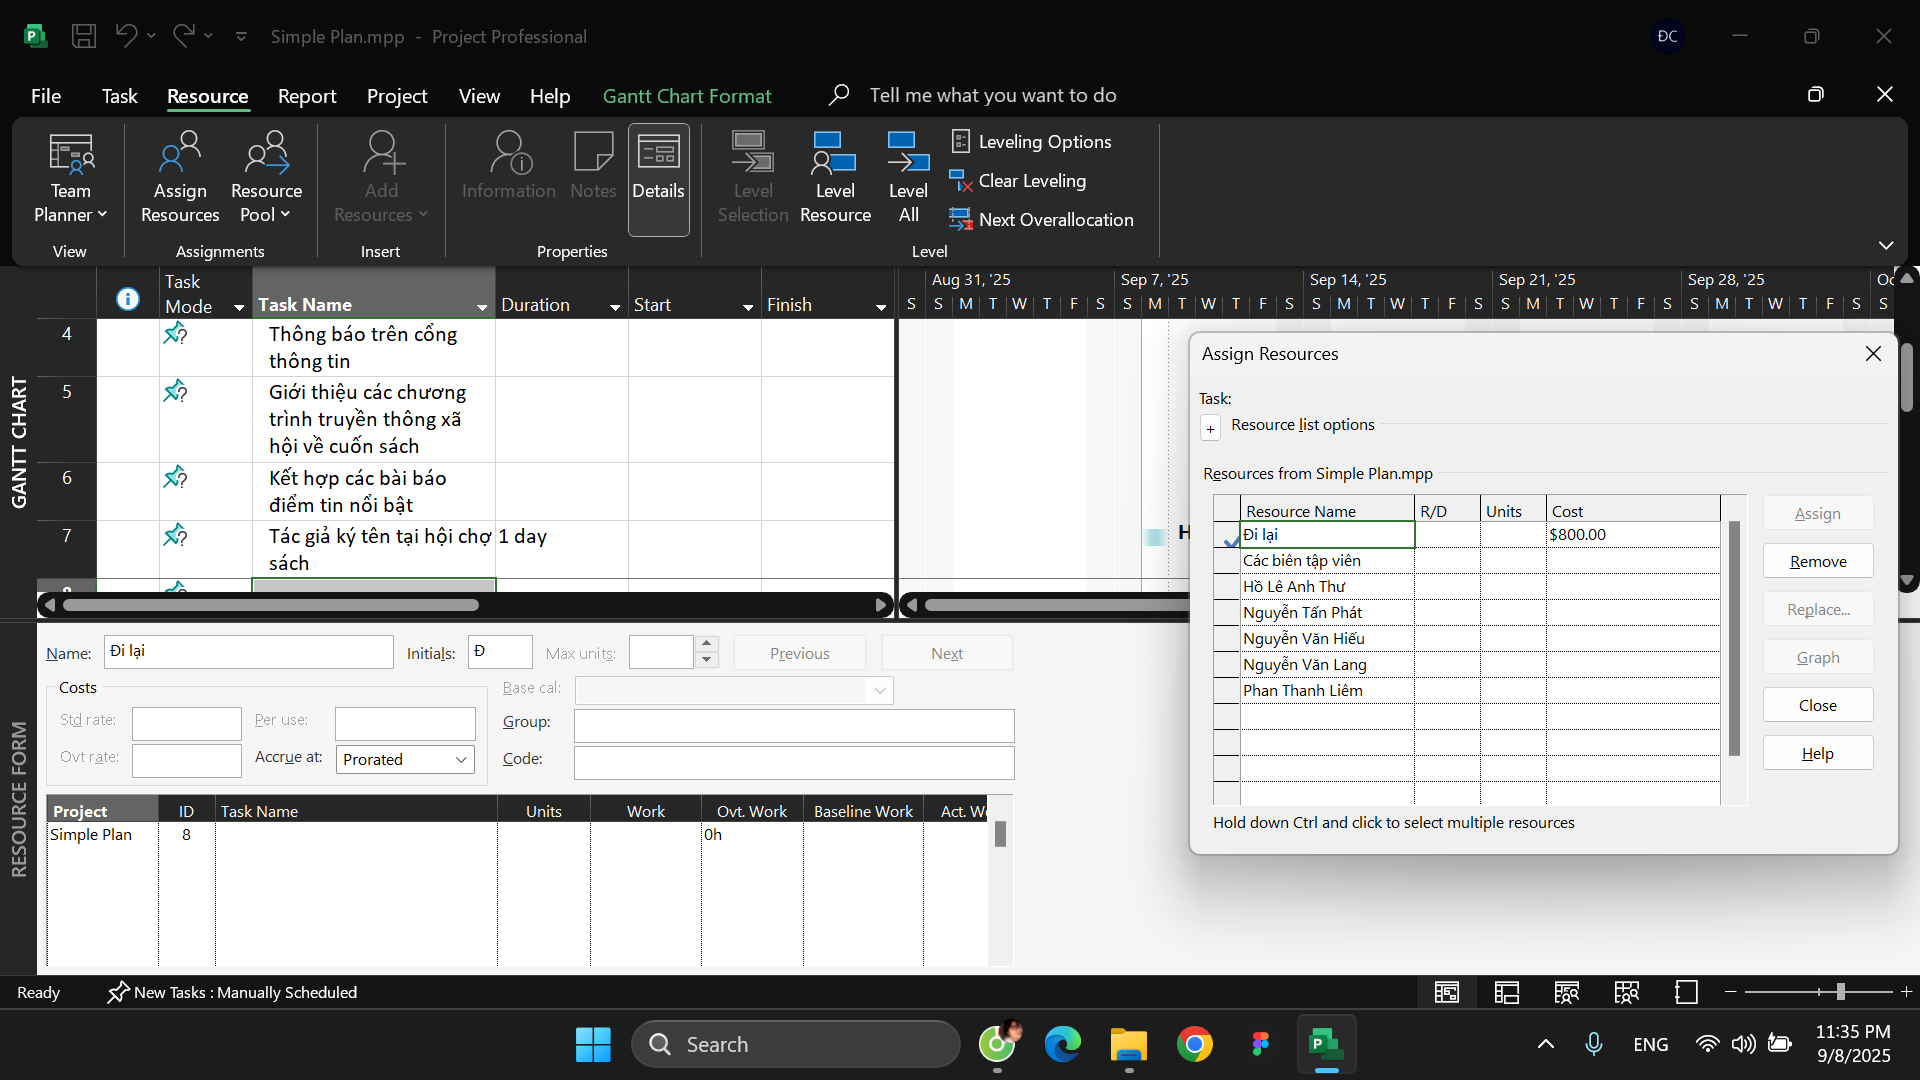 Simple Plan.mpp - Project Professional
ĐC
File Task Resource Report Project View Help Gantt Chart Format Tell me what you want to do
Team Planner
Assign Resources
Resource Pool
Add Resources
Information
Notes
Details
Level Selection
Level Resource
Level All
Leveling Options
Clear Leveling
Next Overallocation
View Assignments Insert Properties Level
GANTT CHART
Task Mode
Task Name
Duration
Start
Finish
Aug 31, '25 Sep 7, '25 Sep 14, '25 Sep 21, '25 Sep 28, '25
S S M T W T F S S M T W T F S S M T W T F S S M T W T F S S M T W T F S S
4 Thông báo trên cổng
thông tin
5 Giới thiệu các chương
trình truyền thông xã
hội về cuốn sách
6 Kết hợp các bài báo
điểm tin nổi bật
7 Tác giả ký tên tại hội chợ 1 day
sách
H
Assign Resources
Task:
+ Resource list options
Resources from Simple Plan.mpp
Resource Name R/D Units Cost
Đi lại $800.00
Các biên tập viên
Hồ Lê Anh Thư
Nguyễn Tấn Phát
Nguyễn Văn Hiếu
Nguyễn Văn Lang
Phan Thanh Liêm
Assign
Remove
Replace...
Graph
Close
Help
Hold down Ctrl and click to select multiple resources
RESOURCE FORM
Name: Đi lại Initials: Đ Max units: Previous Next
Costs
Std rate: Per use:
Ovt rate: Accrue at: Prorated
Base cal:
Group:
Code:
Project ID Task Name Units Work Ovt. Work Baseline Work Act. W
Simple Plan 8 0h
Ready New Tasks : Manually Scheduled
Search
ENG
11:35 PM
9/8/2025